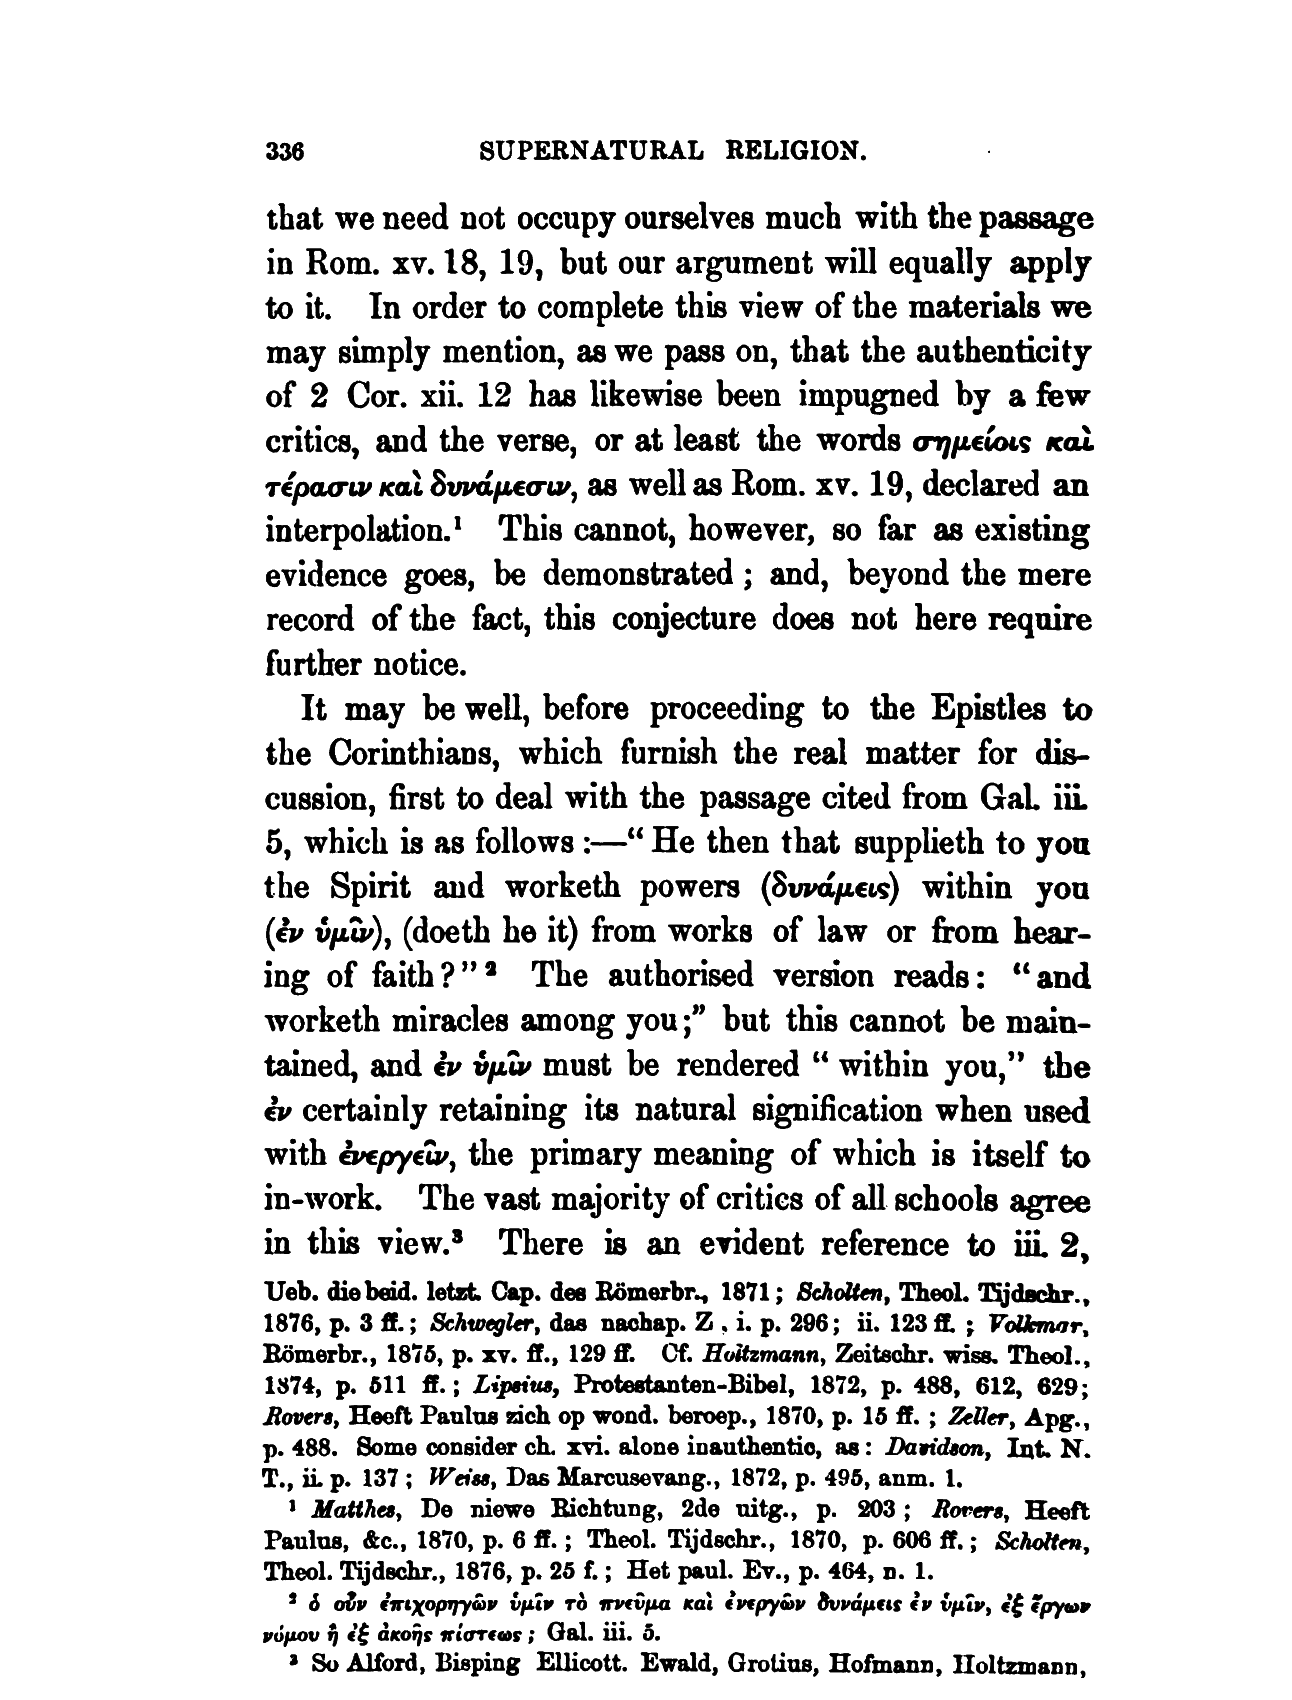 336 SUPERNATURAL RELIGION.
that we need not occupy ourselves much with the passage
in Rom. xv. 18, 19, but our argument will equally apply
to it. In order to complete this view of the materials we
may simply mention, as we pass on, that the authenticity
of 2 Cor. xii. 12 has likewise been impugned by a few
critics, and the verse, or at least the words σημείοις καὶ
τέρασιν καὶ δυνάμεσιν, as well as Rom. xv. 19, declared an
interpolation.¹ This cannot, however, so far as existing
evidence goes, be demonstrated ; and, beyond the mere
record of the fact, this conjecture does not here require
further notice.
It may be well, before proceeding to the Epistles to
the Corinthians, which furnish the real matter for dis-
cussion, first to deal with the passage cited from Gal. iii.
5, which is as follows :—“ He then that supplieth to you
the Spirit and worketh powers (δυνάμεις) within you
(ἐν ὑμῖν), (doeth he it) from works of law or from hear-
ing of faith ? ” ² The authorised version reads : “ and
worketh miracles among you ;” but this cannot be main-
tained, and ἐν ὑμῖν must be rendered “ within you,” the
ἐν certainly retaining its natural signification when used
with ἐνεργεῖν, the primary meaning of which is itself to
in-work. The vast majority of critics of all schools agree
in this view.³ There is an evident reference to iii. 2,
Ueb. die beid. letzt. Cap. des Römerbr., 1871 ; Scholten, Theol. Tijdschr.,
1876, p. 3 ff. ; Schwegler, das nachap. Z , i. p. 296 ; ii. 123 ff. ; Volkmar,
Römerbr., 1875, p. xv. ff., 129 ff. Cf. Holtzmann, Zeitschr. wiss. Theol.,
1874, p. 511 ff. ; Lipsius, Protestanten-Bibel, 1872, p. 488, 612, 629 ;
Rovers, Heeft Paulus zich op wond. beroep., 1870, p. 15 ff. ; Zeller, Apg.,
p. 488. Some consider ch. xvi. alone inauthentic, as : Davidson, Int. N.
T., ii. p. 137 ; Weiss, Das Marcusevang., 1872, p. 495, anm. 1.
¹ Matthes, De niewe Richtung, 2de uitg., p. 203 ; Rovers, Heeft
Paulus, &c., 1870, p. 6 ff. ; Theol. Tijdschr., 1870, p. 606 ff. ; Scholten,
Theol. Tijdschr., 1876, p. 25 f. ; Het paul. Ev., p. 464, n. 1.
² ὁ οὖν ἐπιχορηγῶν ὑμῖν τὸ πνεῦμα καὶ ἐνεργῶν δυνάμεις ἐν ὑμῖν, ἐξ ἔργων
νόμου ἢ ἐξ ἀκοῆς πίστεως ; Gal. iii. 5.
³ So Alford, Bisping Ellicott. Ewald, Grotius, Hofmann, Holtzmann,